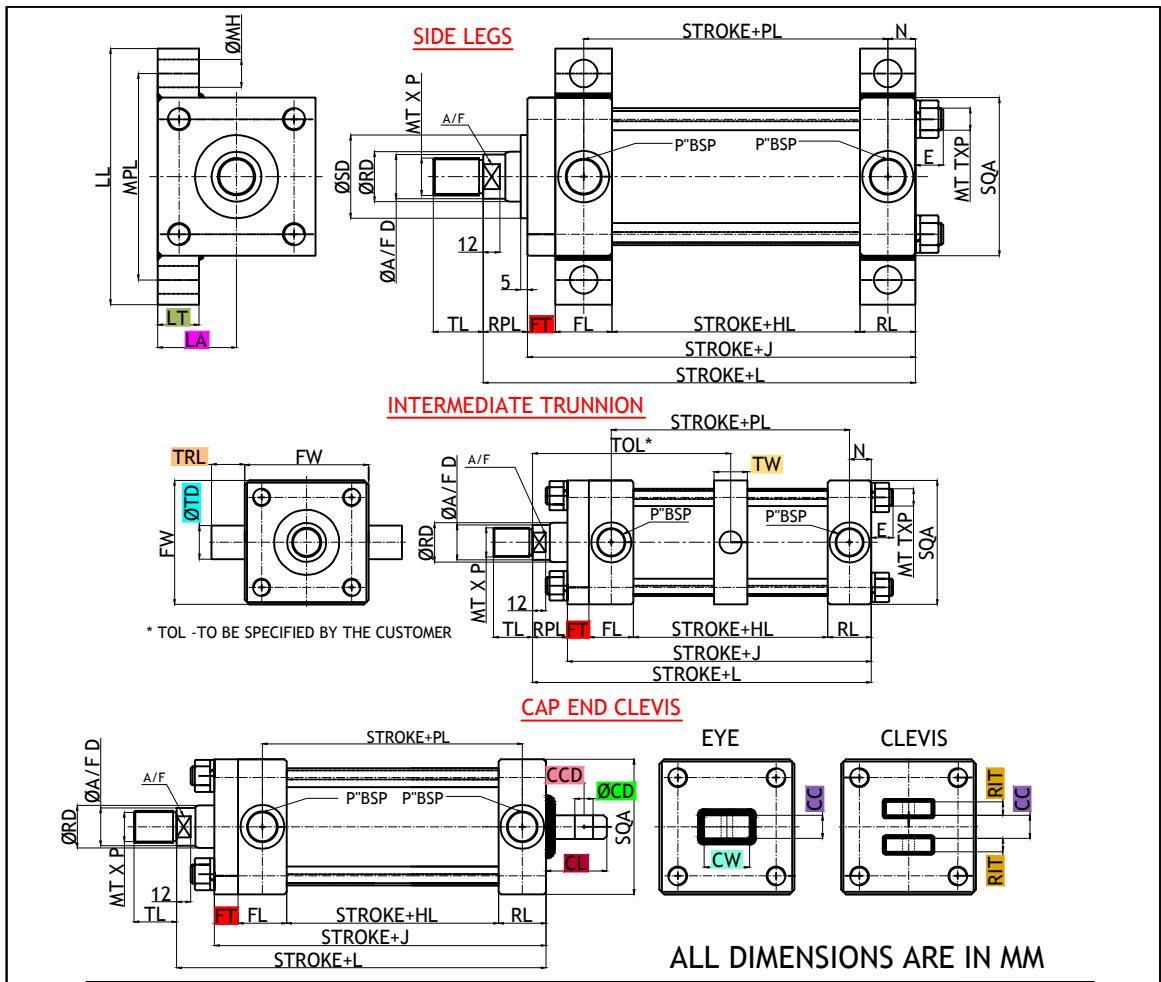 SIDE LEGS
ØMH
LL
MPL
LT
LA
STROKE+PL
N
MT X P
A/F
P"BSP
P"BSP
ØSD
ØRD
ØA/F D
12
5
E
MT TXP
SQA
TL
RPL
FT
FL
STROKE+HL
RL
STROKE+J
STROKE+L
INTERMEDIATE TRUNNION
TRL
FW
ØTD
FW
* TOL -TO BE SPECIFIED BY THE CUSTOMER
STROKE+PL
TOL*
N
TW
A/F
ØA/F D
ØRD
MT X P
P"BSP
P"BSP
E
MT TXP
SQA
12
TL
RPL
FT
FL
STROKE+HL
RL
STROKE+J
STROKE+L
CAP END CLEVIS
STROKE+PL
ØA/F D
A/F
ØRD
MT X P
P"BSP
P"BSP
CCD
ØCD
SQA
CL
12
TL
FT
FL
STROKE+HL
RL
STROKE+J
STROKE+L
EYE
CC
CW
CLEVIS
RIT
CC
RIT
ALL DIMENSIONS ARE IN MM